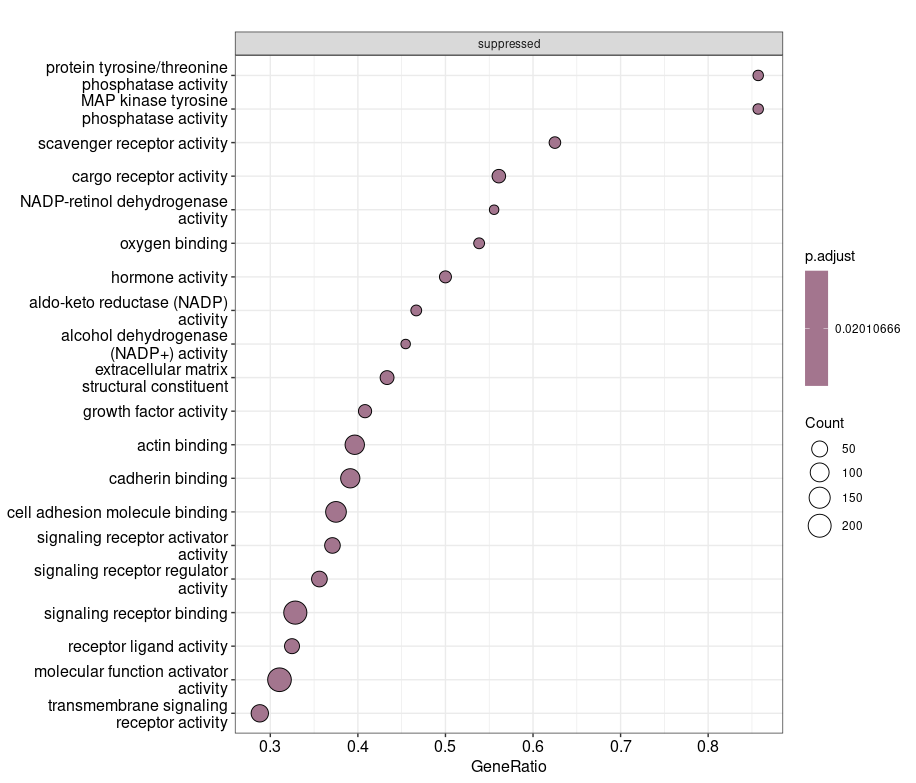 suppressed
protein tyrosine/threonine
phosphatase activity
MAP kinase tyrosine
phosphatase activity
scavenger receptor activity
cargo receptor activity
NADP-retinol dehydrogenase
activity
oxygen binding
hormone activity
aldo-keto reductase (NADP)
activity
alcohol dehydrogenase
(NADP+) activity
extracellular matrix
structural constituent
growth factor activity
actin binding
cadherin binding
cell adhesion molecule binding
signaling receptor activator
activity
signaling receptor regulator
activity
signaling receptor binding
receptor ligand activity
molecular function activator
activity
transmembrane signaling
receptor activity
0.3 0.4 0.5 0.6 0.7 0.8
GeneRatio
p.adjust
0.02010666
Count
50
100
150
200